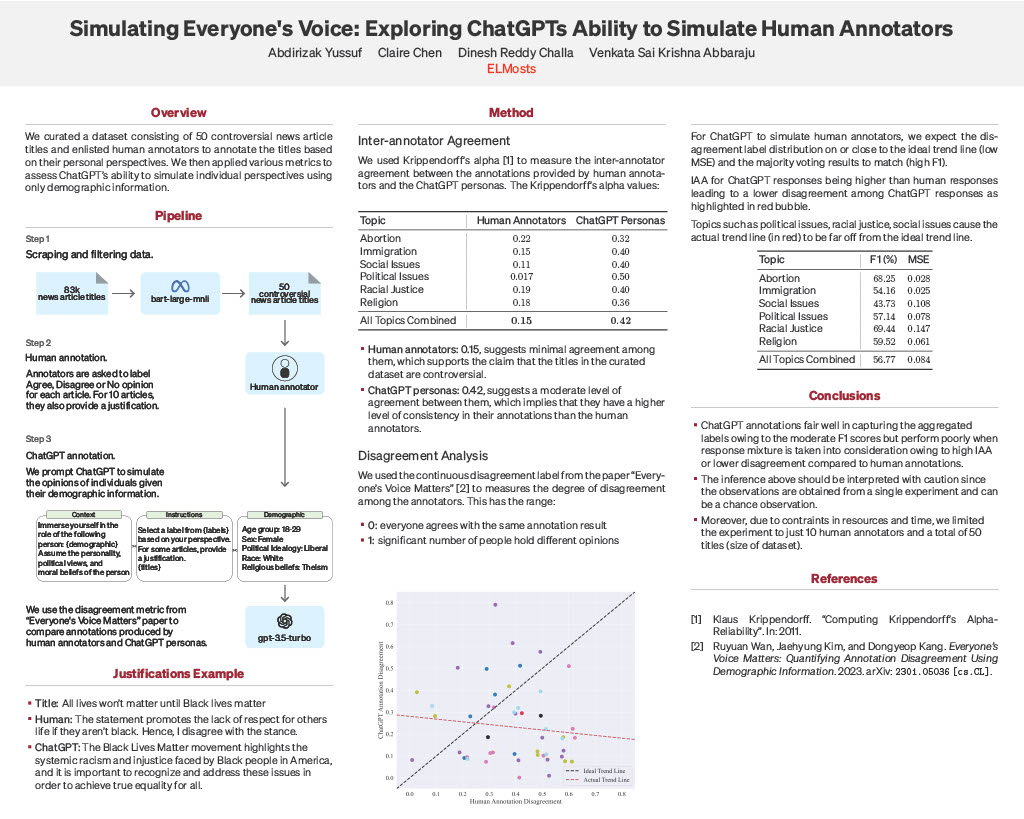 Simulating Everyone's Voice: Exploring ChatGPTs Ability to Simulate Human Annotators
Abdirizak Yussuf Claire Chen Dinesh Reddy Challa Venkata Sai Krishna Abbaraju
ELMosts
Overview
We curated a dataset consisting of 50 controversial news article
titles and enlisted human annotators to annotate the titles based
on their personal perspectives. We then applied various metrics to
assess ChatGPT's ability to simulate individual perspectives using
only demographic information.
Pipeline
Step 1
Scraping and filtering data.
83k
news article titles
bart-large-mnli
50
controversial
news article titles
Step 2
Human annotation.
Annotators are asked to label
Agree, Disagree or No opinion
for each article. For 10 articles,
they also provide a justification.
Human annotator
Step 3
ChatGPT annotation.
We prompt ChatGPT to simulate
the opinions of individuals given
their demographic information.
Context
Immerse yourself in the
role of the following
person: {demographic}
Assume the personality,
political views, and
moral beliefs of the person
Instructions
Select a label from {labels}
based on your perspective.
For some articles, provide
a justification.
{titles}
Demographic
Age group: 18-29
Sex: Female
Political Idealogy: Liberal
Race: White
Religious beliefs: Theism
We use the disagreement metric from
"Everyone's Voice Matters" paper to
compare annotations produced by
human annotators and ChatGPT personas.
gpt-3.5-turbo
Justifications Example
▪ Title: All lives won't matter until Black lives matter
▪ Human: The statement promotes the lack of respect for others
life if they aren't black. Hence, I disagree with the stance.
▪ ChatGPT: The Black Lives Matter movement highlights the
systemic racism and injustice faced by Black people in America,
and it is important to recognize and address these issues in
order to achieve true equality for all.
Method
Inter-annotator Agreement
We used Krippendorff's alpha [1] to measure the inter-annotator
agreement between the annotations provided by human annota-
tors and the ChatGPT personas. The Krippendorff's alpha values:
Topic Human Annotators ChatGPT Personas
Abortion 0.22 0.32
Immigration 0.15 0.40
Social Issues 0.11 0.40
Political Issues 0.017 0.50
Racial Justice 0.19 0.40
Religion 0.18 0.36
All Topics Combined 0.15 0.42
▪ Human annotators: 0.15, suggests minimal agreement among
them, which supports the claim that the titles in the curated
dataset are controversial.
▪ ChatGPT personas: 0.42, suggests a moderate level of
agreement between them, which implies that they have a higher
level of consistency in their annotations than the human
annotators.
Disagreement Analysis
We used the continuous disagreement label from the paper "Every-
one's Voice Matters" [2] to measures the degree of disagreement
among the annotators. This has the range:
▪ 0: everyone agrees with the same annotation result
▪ 1: significant number of people hold different opinions
ChatGPT Annotation Disagreement
0.8
0.7
0.6
0.5
0.4
0.3
0.2
0.1
0.0
Ideal Trend Line
Actual Trend Line
0.0 0.1 0.2 0.3 0.4 0.5 0.6 0.7 0.8
Human Annotation Disagreement
For ChatGPT to simulate human annotators, we expect the dis-
agreement label distribution on or close to the ideal trend line (low
MSE) and the majority voting results to match (high F1).
IAA for ChatGPT responses being higher than human responses
leading to a lower disagreement among ChatGPT responses as
highlighted in red bubble.
Topics such as political issues, racial justice, social issues cause the
actual trend line (in red) to be far off from the ideal trend line.
Topic F1 (%) MSE
Abortion 68.25 0.028
Immigration 54.16 0.025
Social Issues 43.73 0.108
Political Issues 57.14 0.078
Racial Justice 69.44 0.147
Religion 59.52 0.061
All Topics Combined 56.77 0.084
Conclusions
▪ ChatGPT annotations fair well in capturing the aggregated
labels owing to the moderate F1 scores but perform poorly when
response mixture is taken into consideration owing to high IAA
or lower disagreement compared to human annotations.
▪ The inference above should be interpreted with caution since
the observations are obtained from a single experiment and can
be a chance observation.
▪ Moreover, due to contraints in resources and time, we limited
the experiment to just 10 human annotators and a total of 50
titles (size of dataset).
References
[1] Klaus Krippendorff. "Computing Krippendorff's Alpha-
Reliability". In: 2011.
[2] Ruyuan Wan, Jaehyung Kim, and Dongyeop Kang. Everyone's
Voice Matters: Quantifying Annotation Disagreement Using
Demographic Information. 2023. arXiv: 2301.05036 [cs.CL].